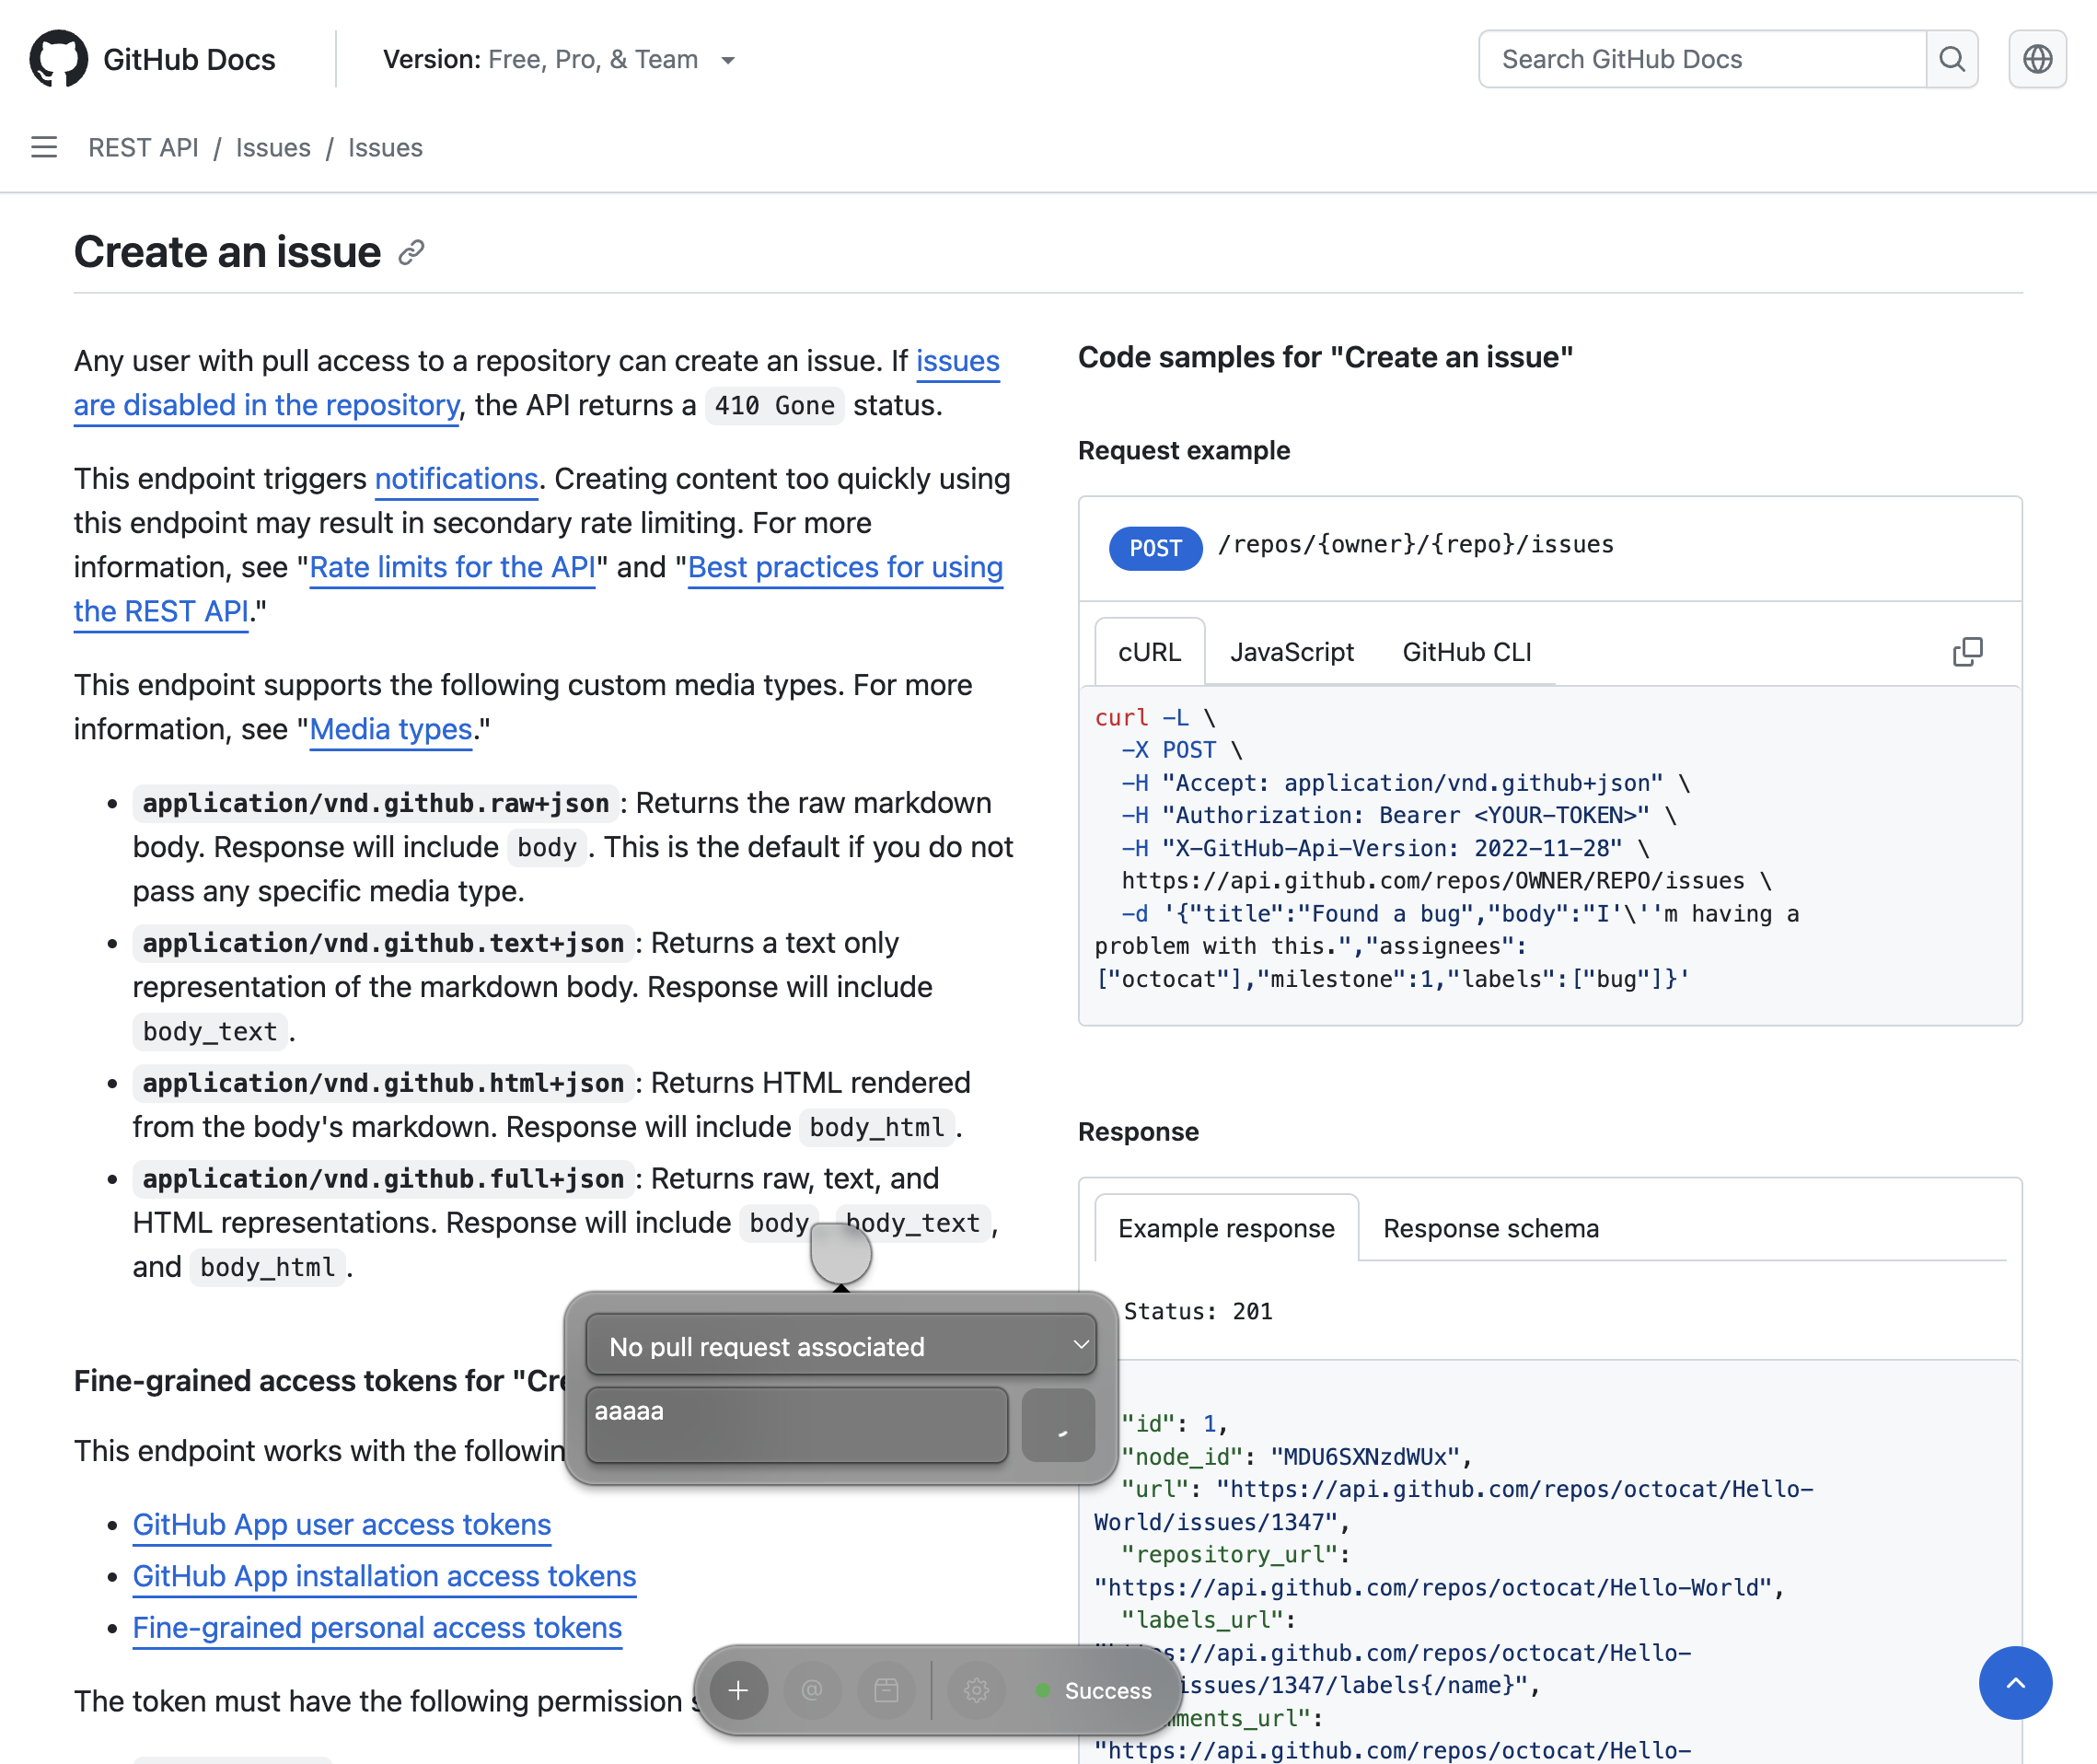 GitHub Docs
Version: Free, Pro, & Team
Search GitHub Docs
REST API / Issues / Issues
Create an issue
Any user with pull access to a repository can create an issue. If issues
are disabled in the repository, the API returns a 410 Gone status.
This endpoint triggers notifications. Creating content too quickly using
this endpoint may result in secondary rate limiting. For more
information, see "Rate limits for the API" and "Best practices for using
the REST API."
This endpoint supports the following custom media types. For more
information, see "Media types."
application/vnd.github.raw+json: Returns the raw markdown
body. Response will include body. This is the default if you do not
pass any specific media type.
application/vnd.github.text+json: Returns a text only
representation of the markdown body. Response will include
body_text.
application/vnd.github.html+json: Returns HTML rendered
from the body's markdown. Response will include body_html.
application/vnd.github.full+json: Returns raw, text, and
HTML representations. Response will include body body_text,
and body_html.
Fine-grained access tokens for
This endpoint works with the
GitHub App user access tokens
GitHub App installation access tokens
Fine-grained personal access tokens
The token must have the following permission
No pull request associated
aaaaa
Success
Code samples for "Create an issue"
Request example
POST /repos/{owner}/{repo}/issues
cURL JavaScript GitHub CLI
curl -L \
-X POST \
-H "Accept: application/vnd.github+json" \
-H "Authorization: Bearer <YOUR-TOKEN>" \
-H "X-GitHub-Api-Version: 2022-11-28" \
https://api.github.com/repos/OWNER/REPO/issues \
-d '{"title":"Found a bug","body":"I'\''m having a
problem with this.","assignees":
["octocat"],"milestone":1,"labels":["bug"]}'
Response
Example response Response schema
Status: 201
"id": 1,
"node_id": "MDU6SXNzdWUx",
"url": "https://api.github.com/repos/octocat/Hello-
World/issues/1347",
"repository_url":
"https://api.github.com/repos/octocat/Hello-World",
"labels_url":
://api.github.com/repos/octocat/Hello-
issues/1347/labels{/name}",
"https://api.github.com/repos/octocat/Hello-